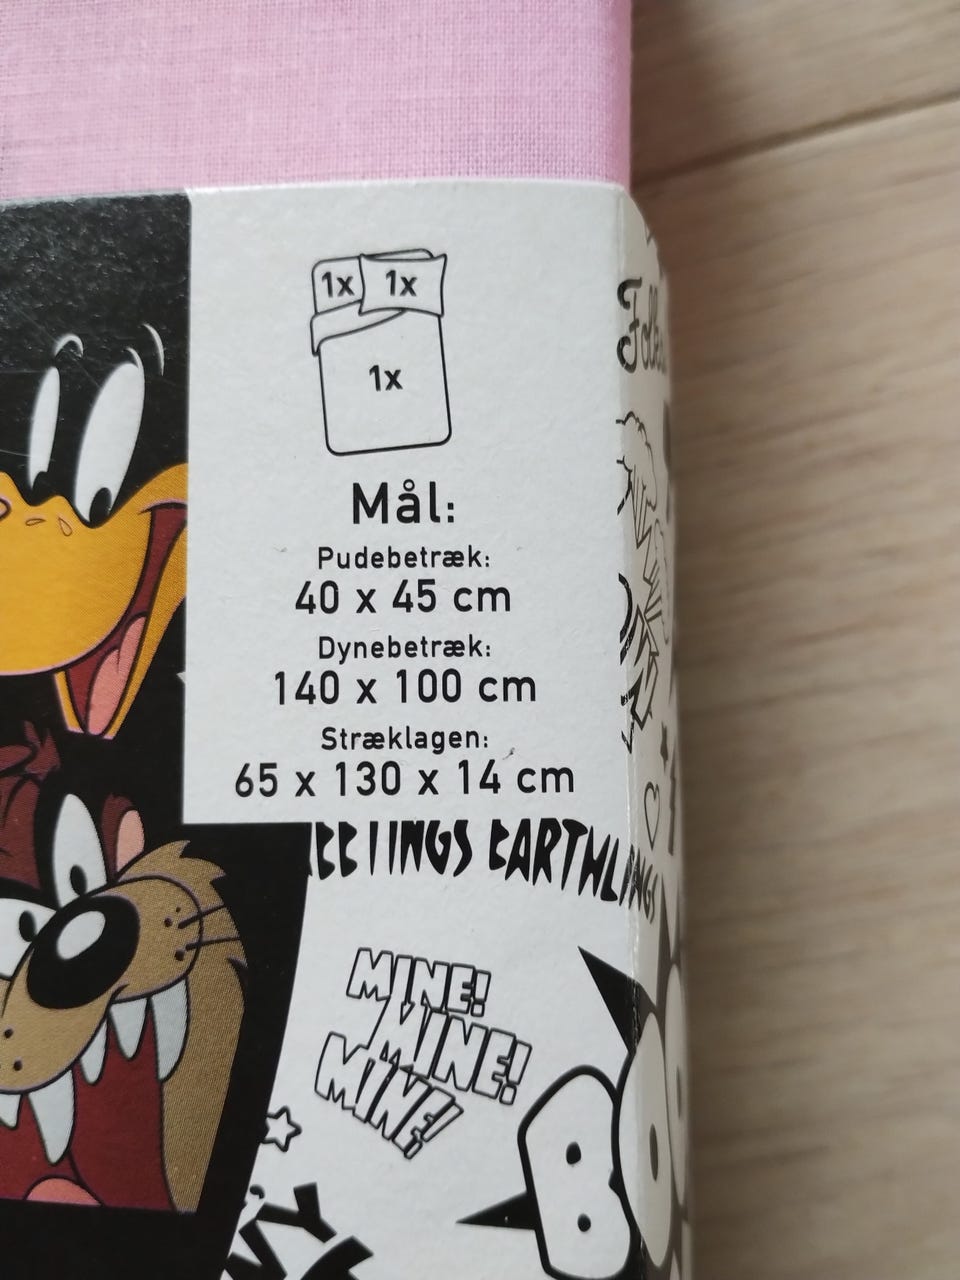 1x 1x
1x
Mål:
Pudebetræk:
40 x 45 cm
Dynebetræk:
140 x 100 cm
Stræklagen:
65 x 130 x 14 cm
EARTHLINGS
MINE!
MINE!
MINE!